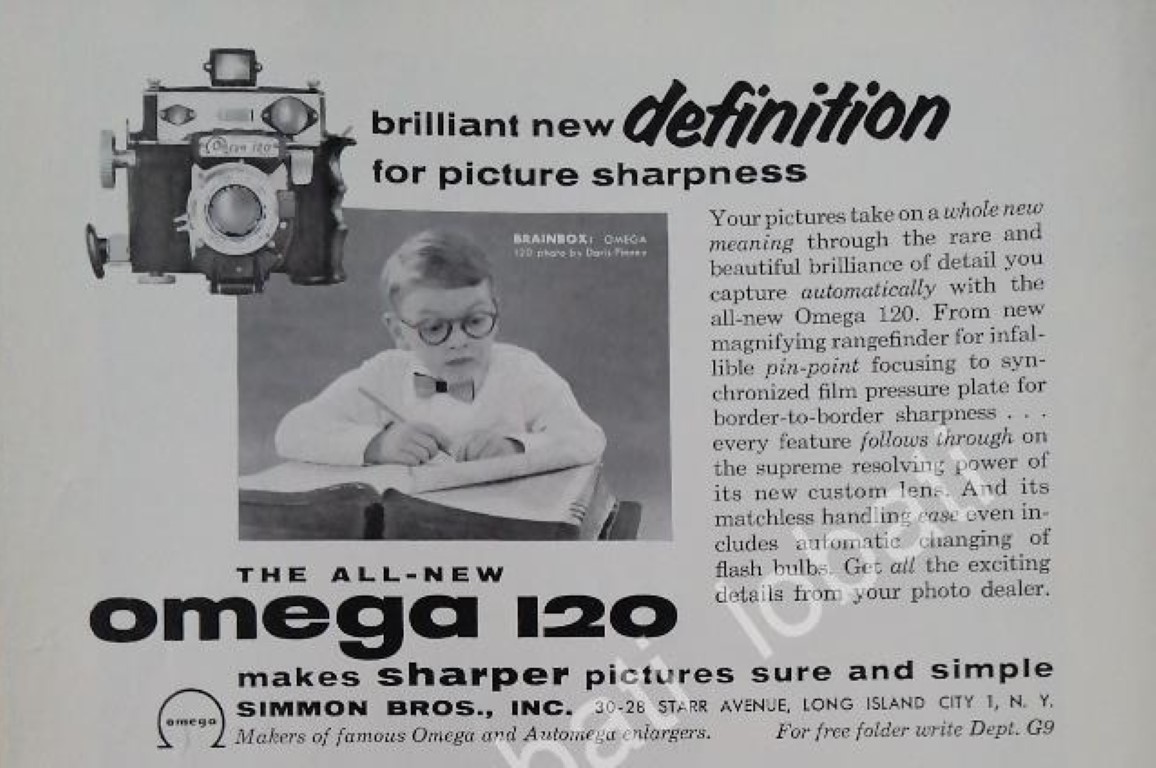 brilliant new definition
for picture sharpness
Omega 120
BRAINBOX: OMEGA
120 photo by Doris Pinney
Your pictures take on a whole new
meaning through the rare and
beautiful brilliance of detail you
capture automatically with the
all-new Omega 120. From new
magnifying rangefinder for infal-
lible pin-point focusing to syn-
chronized film pressure plate for
border-to-border sharpness . . .
every feature follows through on
the supreme resolving power of
its new custom lens. And its
matchless handling ease even in-
cludes automatic changing of
flash bulbs. Get all the exciting
details from your photo dealer.
THE ALL-NEW
omega 120
makes sharper pictures sure and simple
omega
SIMMON BROS., INC. 30-28 STARR AVENUE, LONG ISLAND CITY 1, N. Y.
Makers of famous Omega and Automega enlargers. For free folder write Dept. G9
lobati
bati